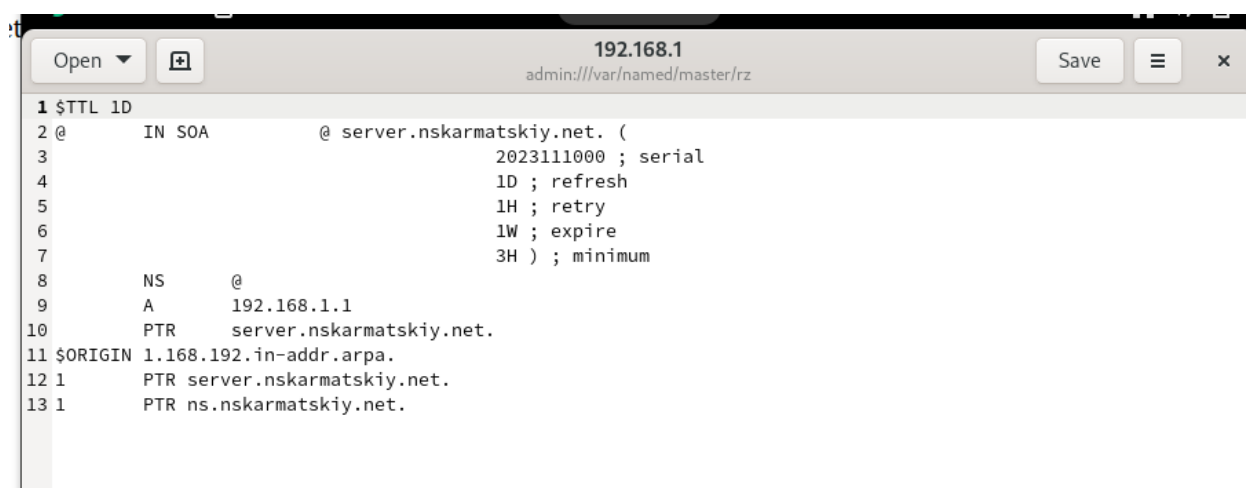 et
192.168.1
Open Save
admin:///var/named/master/rz
1 $TTL 1D
2 @ IN SOA @ server.nskarmatskiy.net. (
3 2023111000 ; serial
4 1D ; refresh
5 1H ; retry
6 1W ; expire
7 3H ) ; minimum
8 NS @
9 A 192.168.1.1
10 PTR server.nskarmatskiy.net.
11 $ORIGIN 1.168.192.in-addr.arpa.
12 1 PTR server.nskarmatskiy.net.
13 1 PTR ns.nskarmatskiy.net.